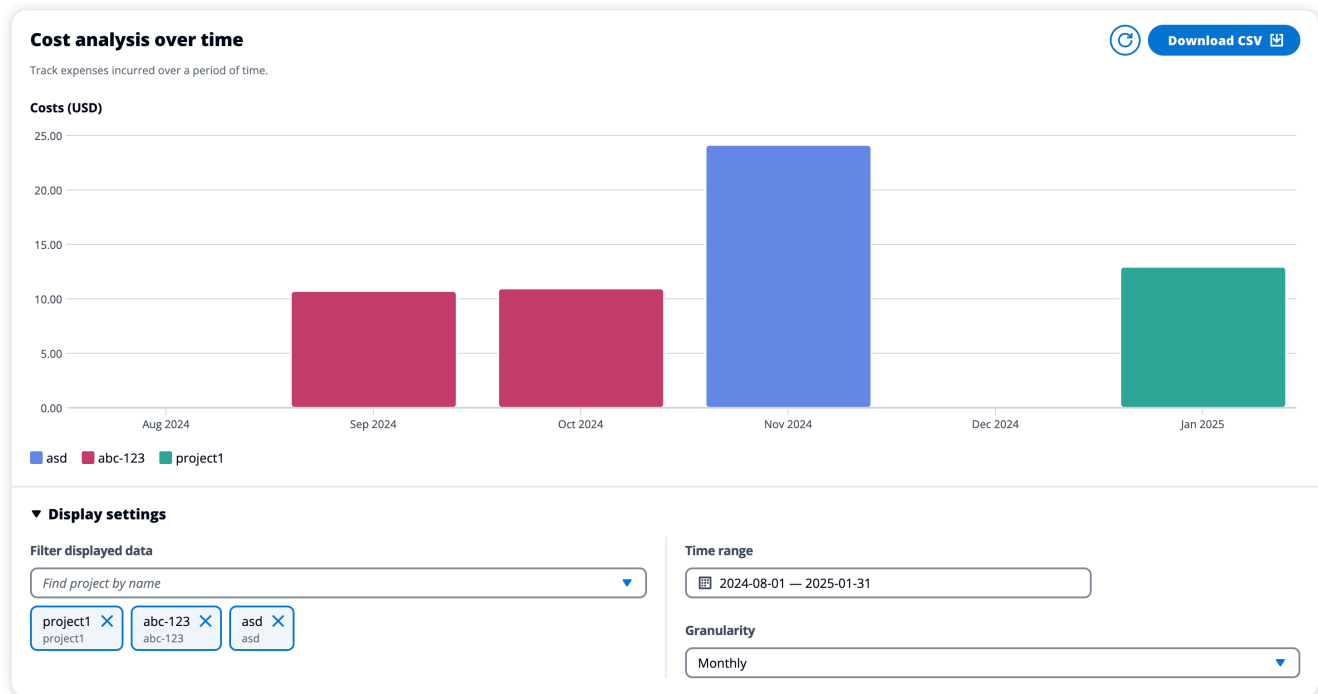 Cost analysis over time
Download CSV
Track expenses incurred over a period of time.
Costs (USD)
25.00
20.00
15.00
10.00
5.00
0.00
Aug 2024 Sep 2024 Oct 2024 Nov 2024 Dec 2024 Jan 2025
asd abc-123 project1
Display settings
Filter displayed data
Find project by name
project1 abc-123 asd
project1 abc-123 asd
Time range
2024-08-01 — 2025-01-31
Granularity
Monthly